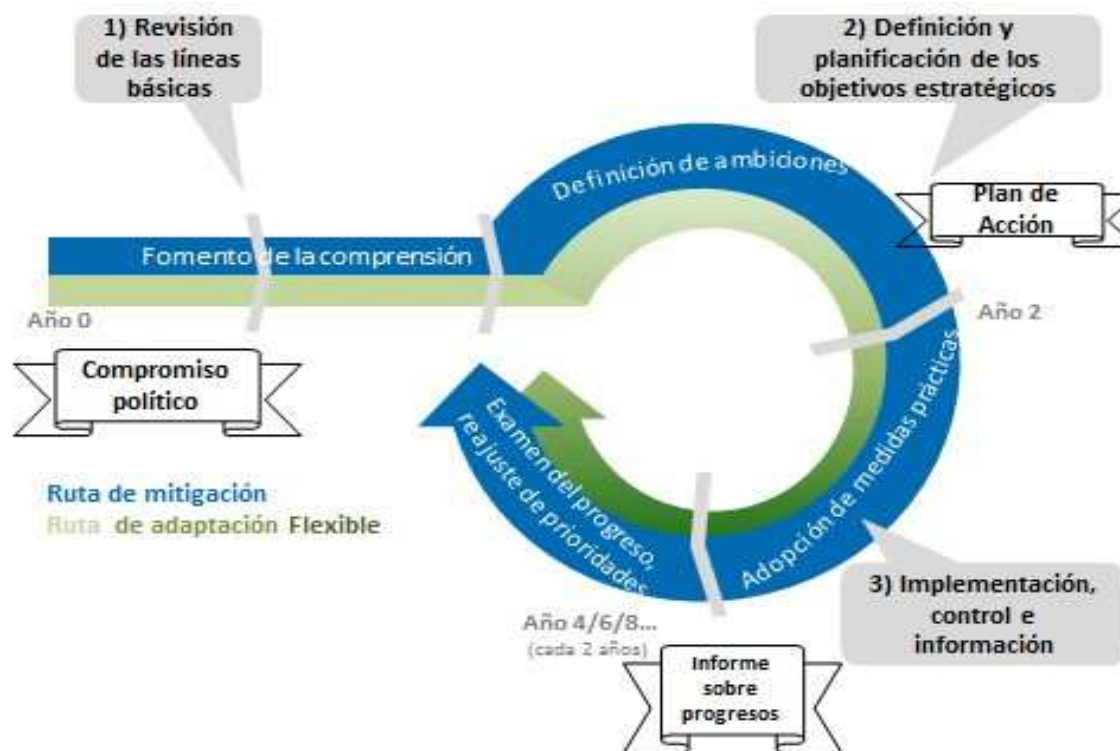 1) Revisión
de las líneas
básicas
2) Definición y
planificación de los
objetivos estratégicos
Definición de ambiciones
Plan de
Acción
Fomento de la comprensión
Año 0
Año 2
Compromiso
político
Examen del progreso,
reajuste de prioridades
Adopción de medidas prácticas
Ruta de mitigación
Ruta de adaptación Flexible
3) Implementación,
control e
información
Año 4/6/8...
(cada 2 años)
Informe
sobre
progresos